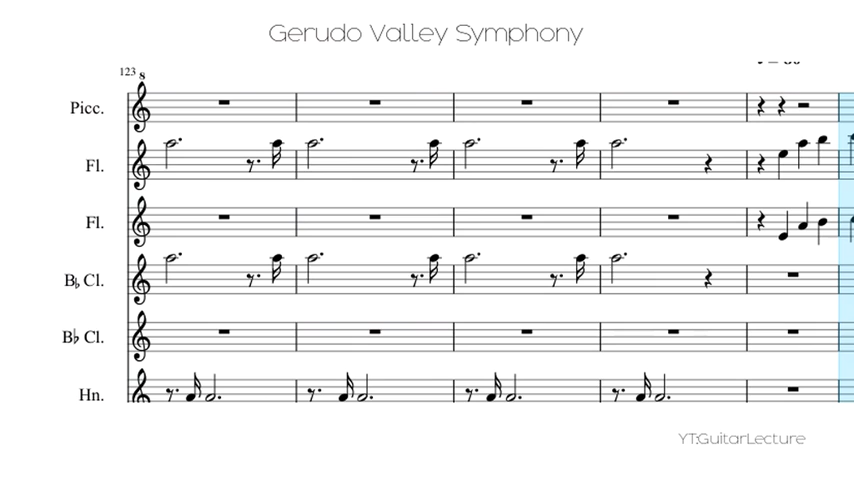 Gerudo Valley Symphony
123
8
Picc.
Fl.
Fl.
B♭ Cl.
B♭ Cl.
Hn.
YT:GuitarLecture